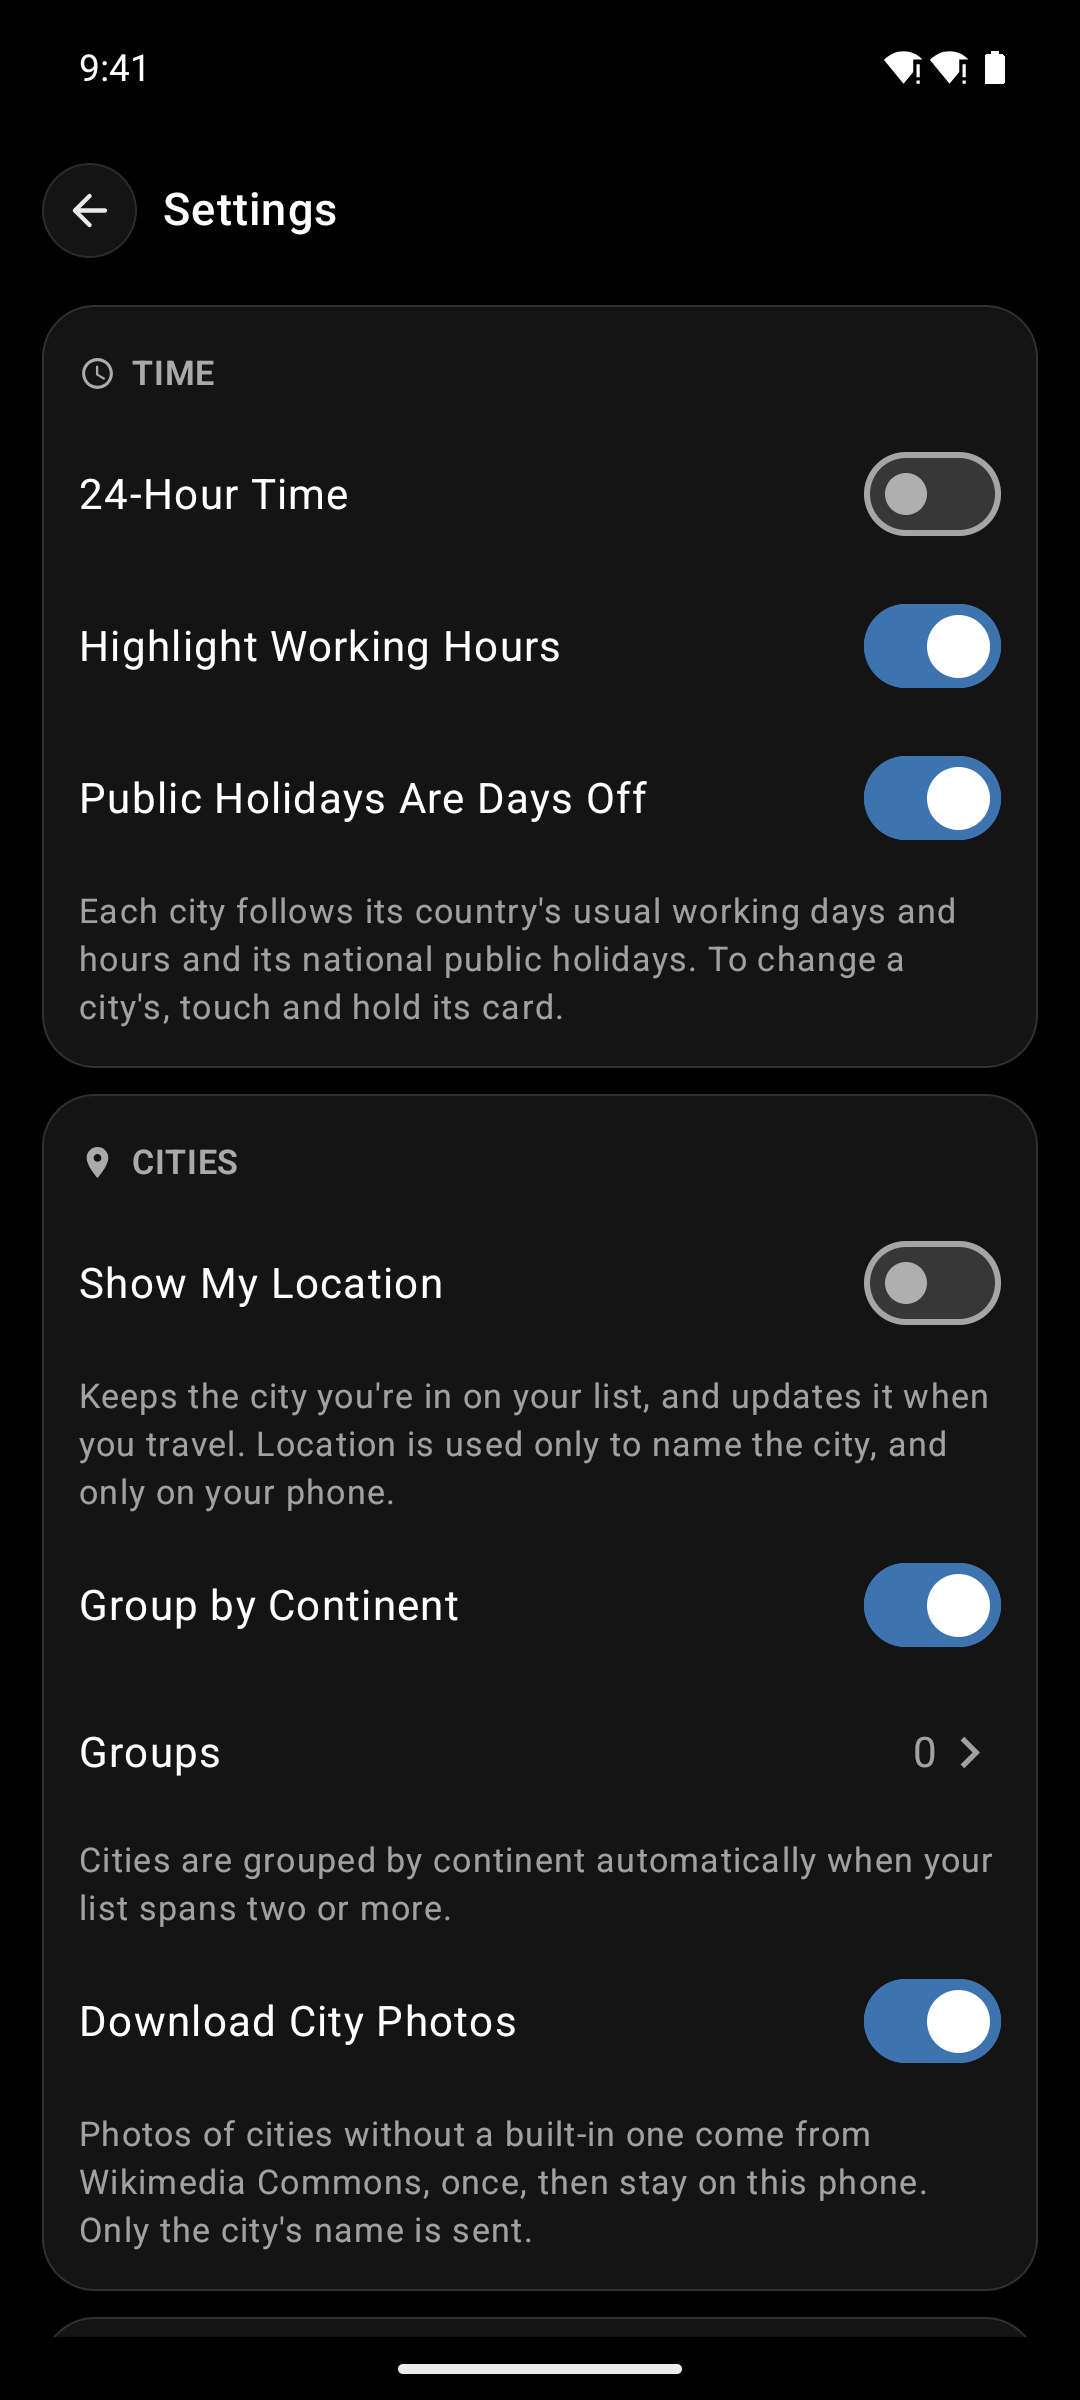 9:41
Settings
TIME
24-Hour Time
Highlight Working Hours
Public Holidays Are Days Off
Each city follows its country's usual working days and
hours and its national public holidays. To change a
city's, touch and hold its card.
CITIES
Show My Location
Keeps the city you're in on your list, and updates it when
you travel. Location is used only to name the city, and
only on your phone.
Group by Continent
Groups 0
Cities are grouped by continent automatically when your
list spans two or more.
Download City Photos
Photos of cities without a built-in one come from
Wikimedia Commons, once, then stay on this phone.
Only the city's name is sent.